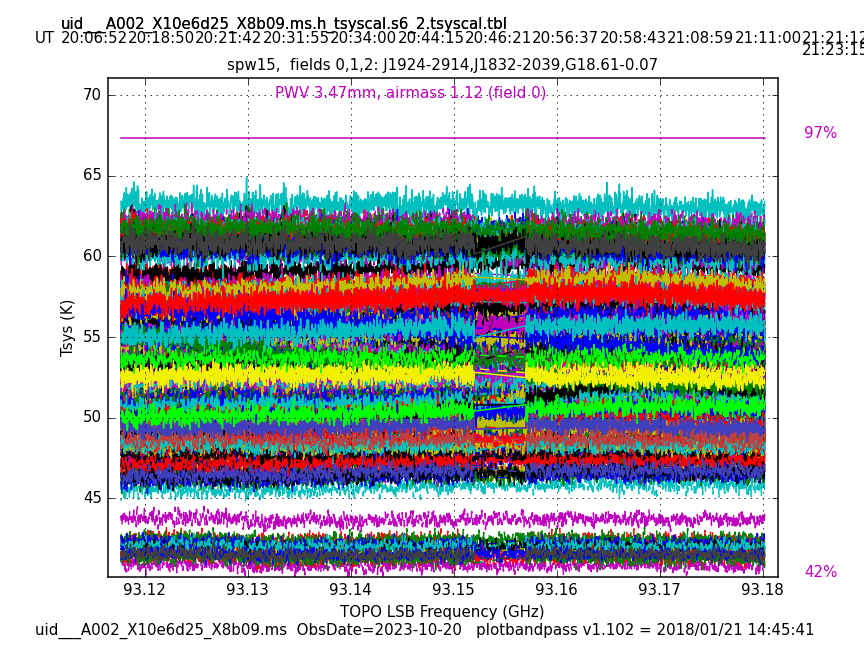 uid___A002_X10e6d25_X8b09.ms.h_tsyscal.s6_2.tsyscal.tbl
UT 20:06:52 20:18:50 20:21:42 20:31:55 20:34:00 20:44:15 20:46:21 20:56:37 20:58:43 21:08:59 21:11:00 21:21:12
21:23:15
spw15,  fields 0,1,2: J1924-2914,J1832-2039,G18.61-0.07
PWV 3.47mm, airmass 1.12 (field 0)
97%
42%
70
65
60
55
50
45
Tsys (K)
93.12 93.13 93.14 93.15 93.16 93.17 93.18
TOPO LSB Frequency (GHz)
uid___A002_X10e6d25_X8b09.ms  ObsDate=2023-10-20   plotbandpass v1.102 = 2018/01/21 14:45:41